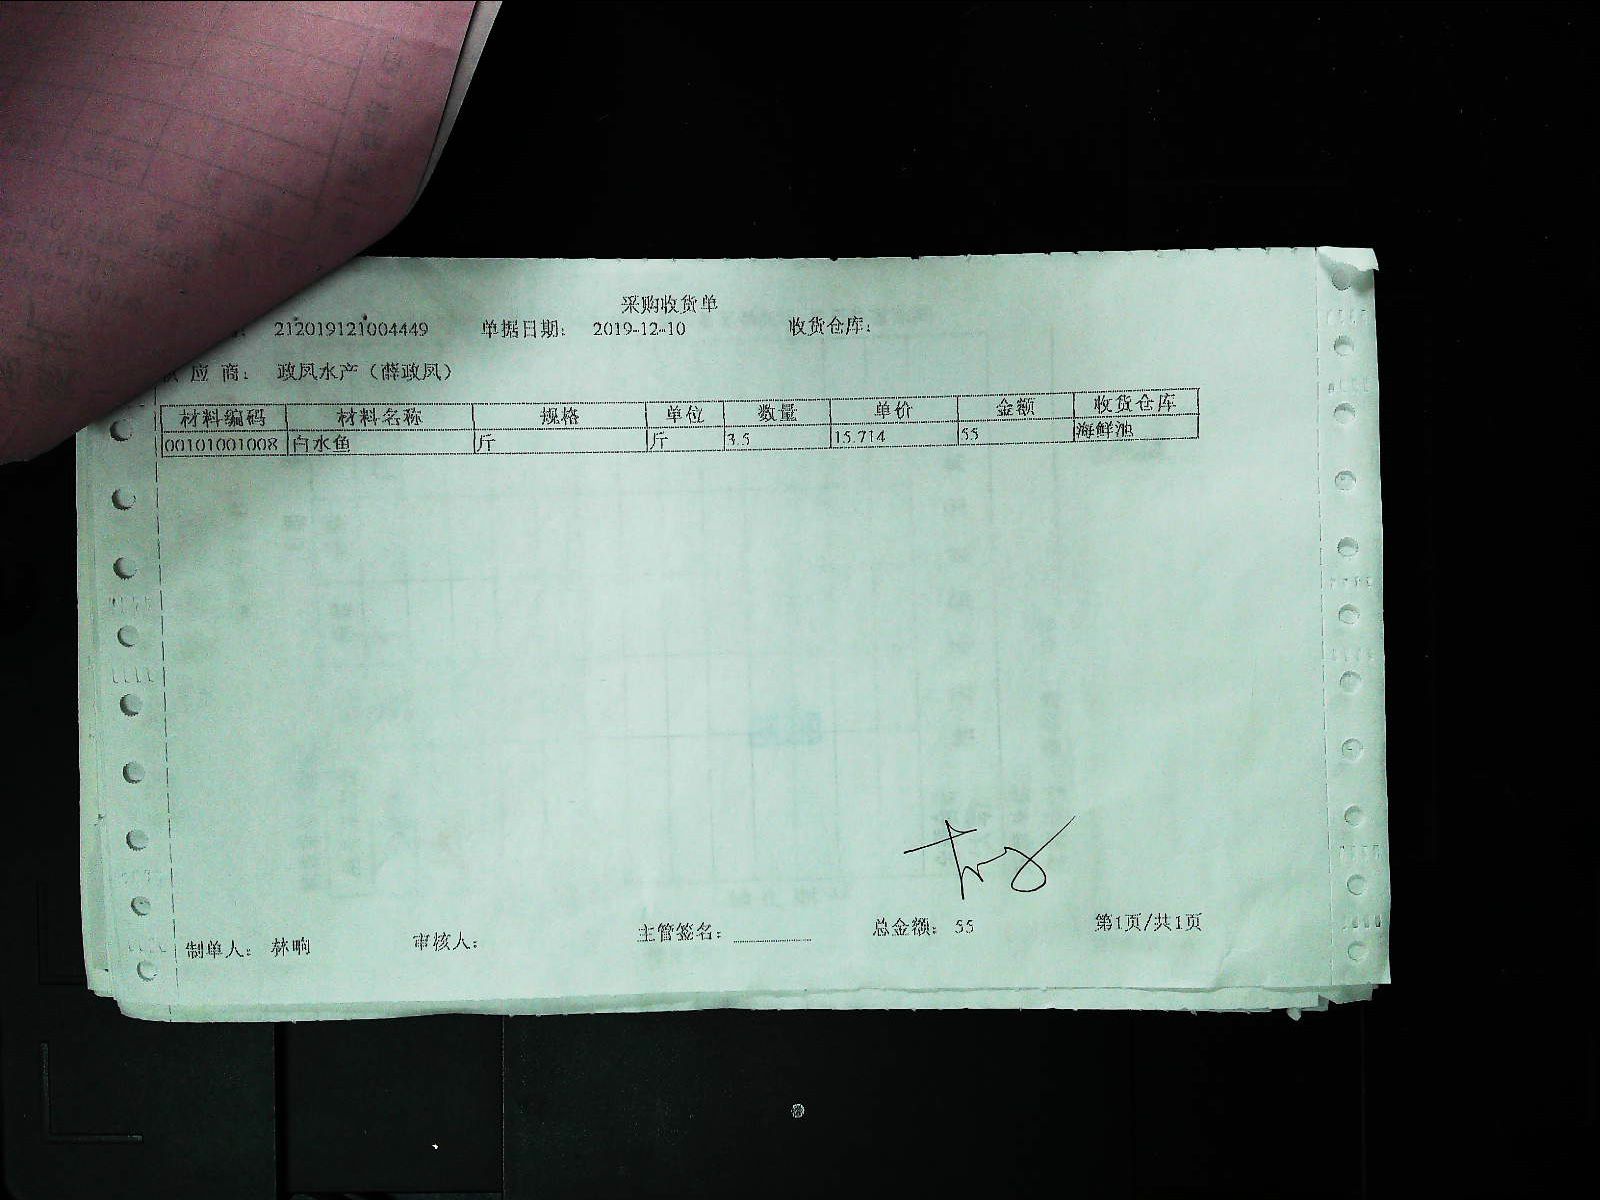 采购收货单
: 212019121004449 单据日期: 2019-12-10 收货仓库:
应商: 政凤水产(薛政凤)
材料编码 材料名称 规格 单位 数量 单价 金额 收货仓库
00101001008 白水鱼 斤 斤 3.5 15.714 55 海鲜池
制单人: 林响 审核人: 主管签名: 总金额: 55 第1页/共1页